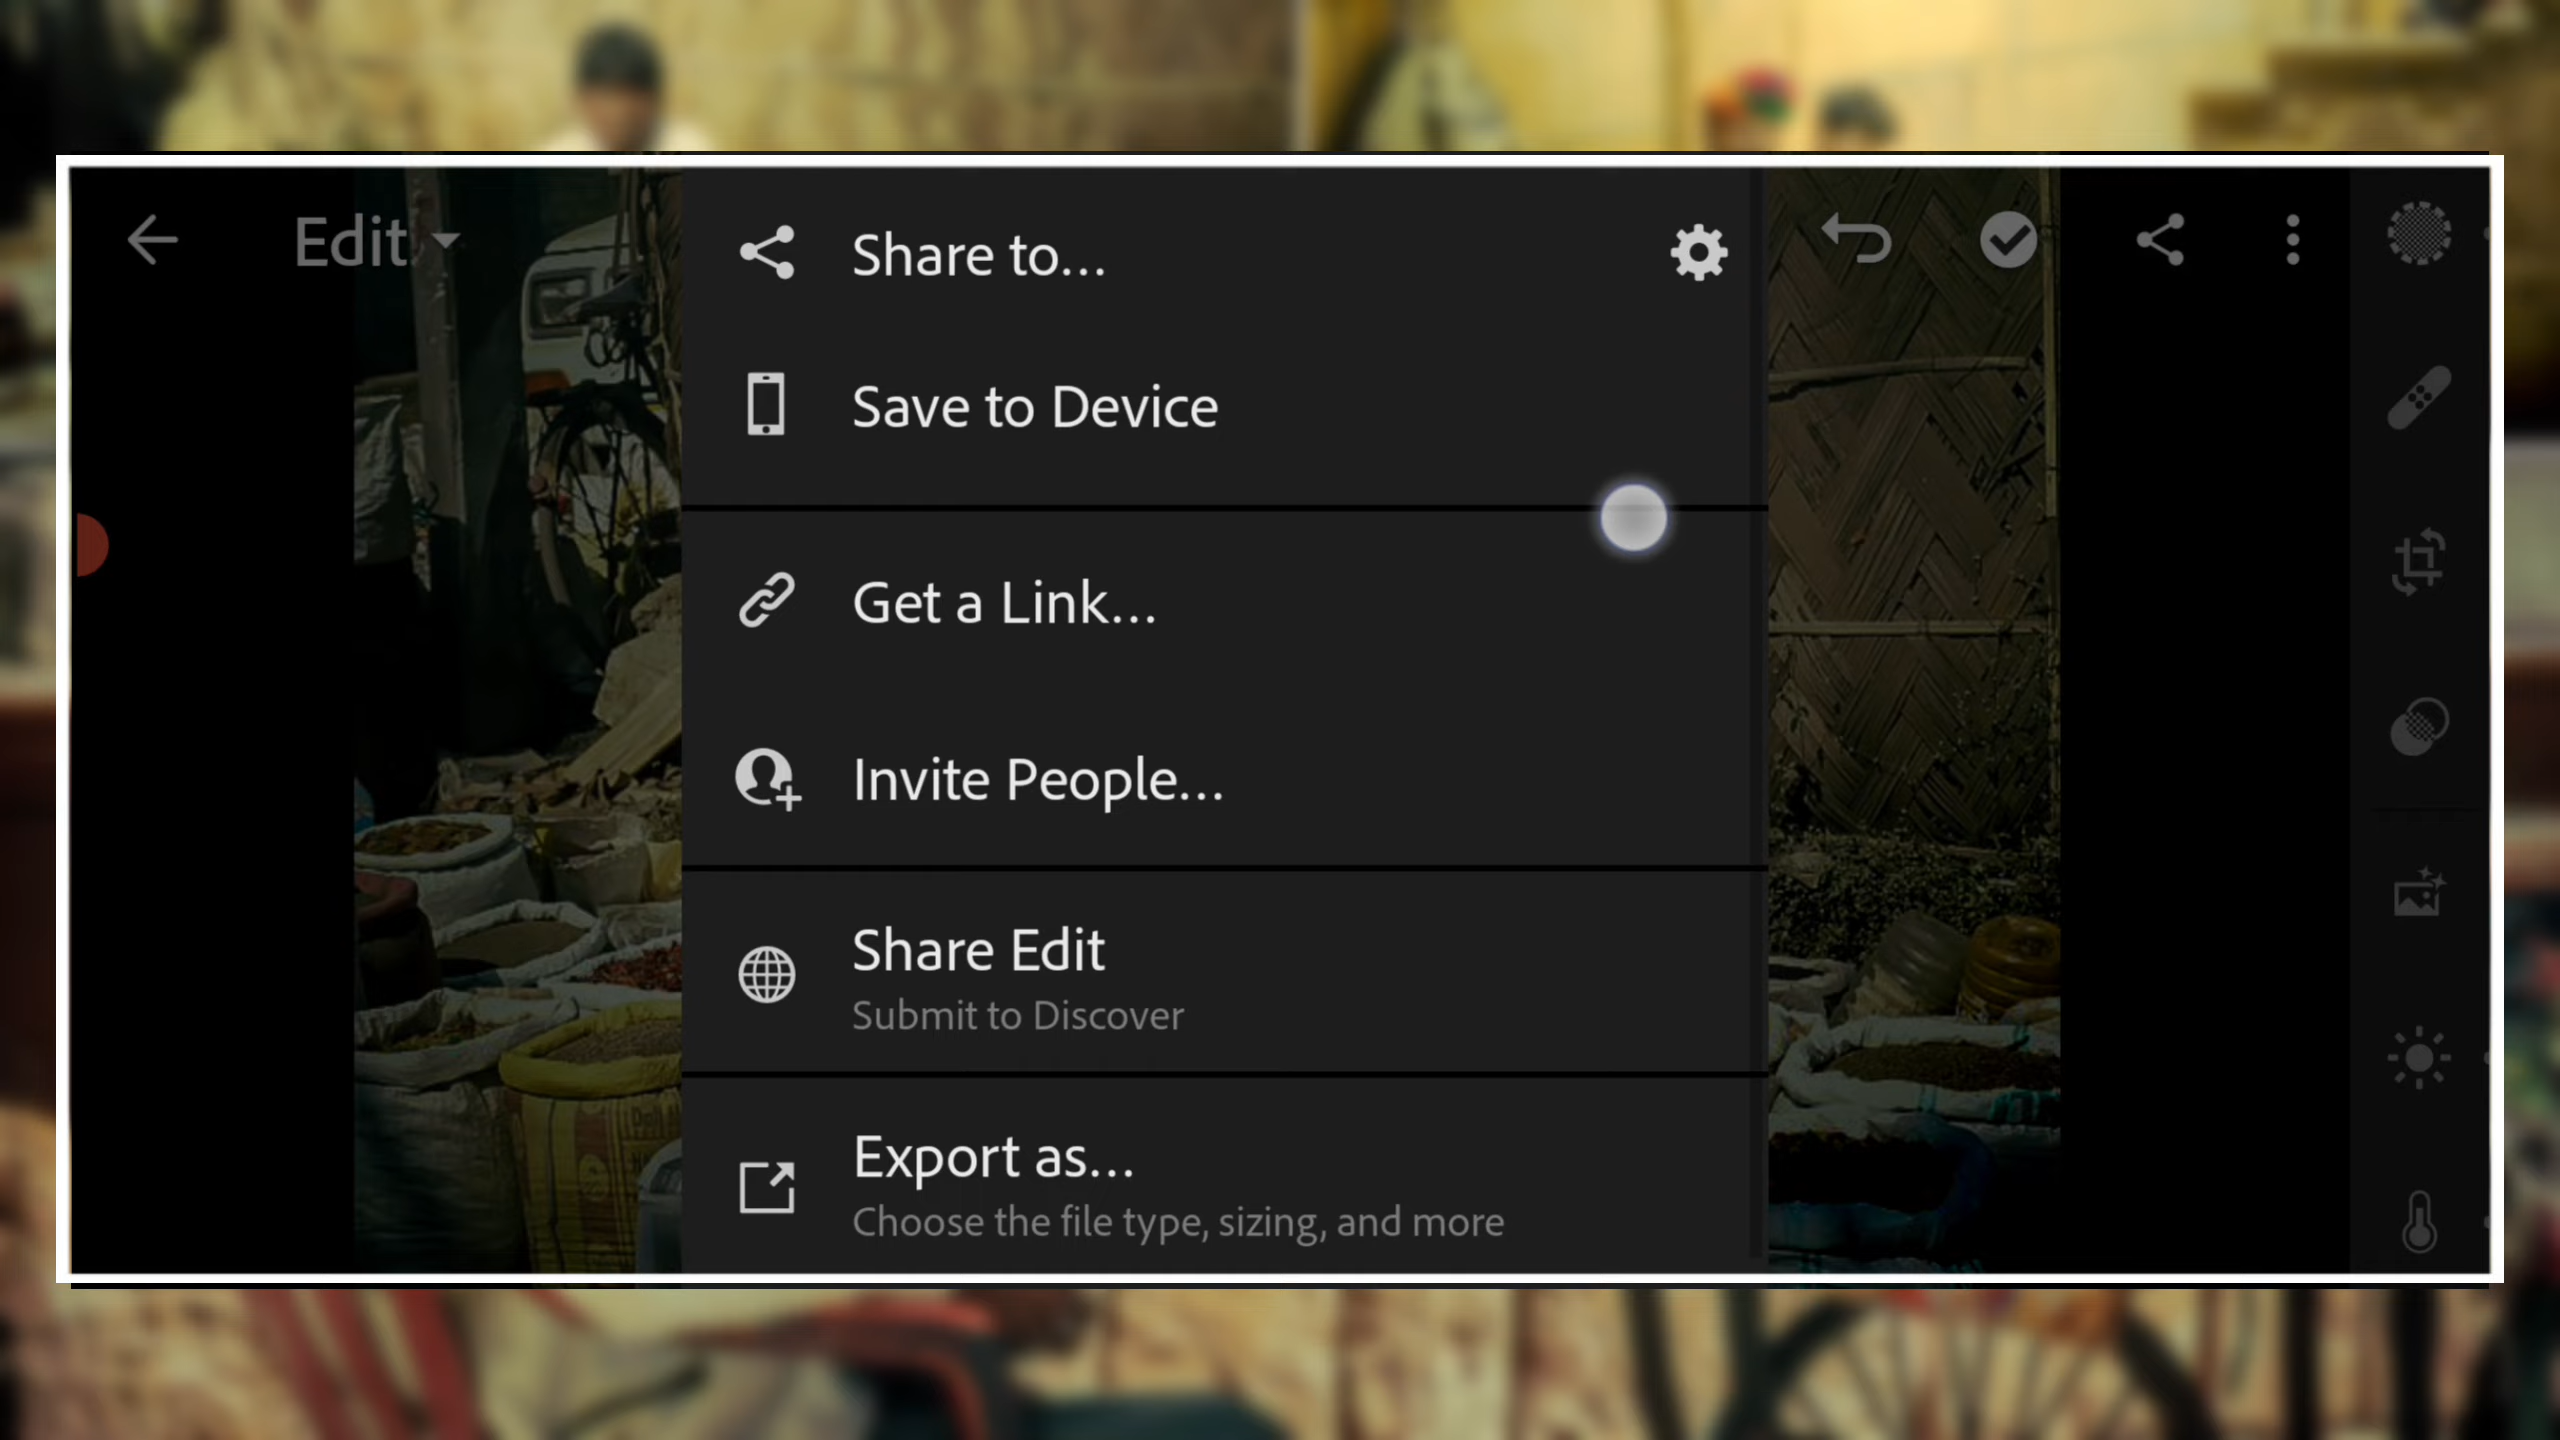 Edit
Share to...
Save to Device
Get a Link...
Invite People...
Share Edit
Submit to Discover
Export as...
Choose the file type, sizing, and more